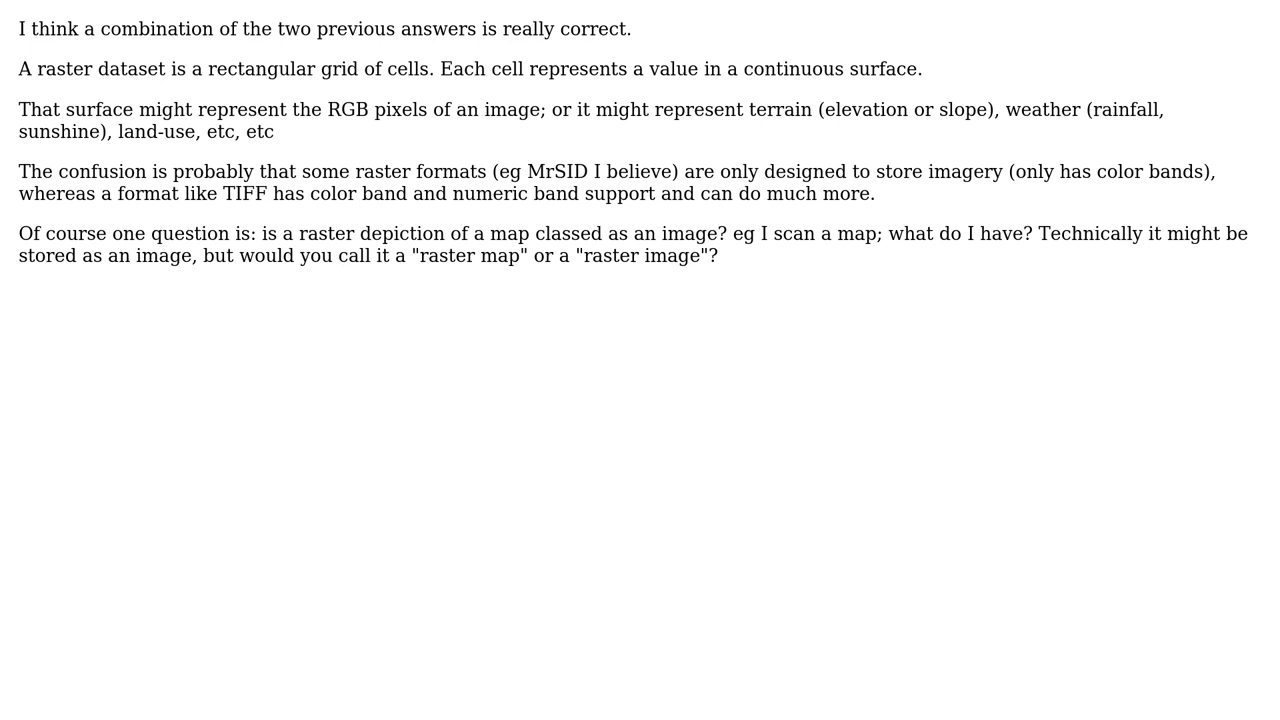 I think a combination of the two previous answers is really correct.
A raster dataset is a rectangular grid of cells. Each cell represents a value in a continuous surface.
That surface might represent the RGB pixels of an image; or it might represent terrain (elevation or slope), weather (rainfall,
sunshine), land-use, etc, etc
The confusion is probably that some raster formats (eg MrSID I believe) are only designed to store imagery (only has color bands),
whereas a format like TIFF has color band and numeric band support and can do much more.
Of course one question is: is a raster depiction of a map classed as an image? eg I scan a map; what do I have? Technically it might be
stored as an image, but would you call it a "raster map" or a "raster image"?